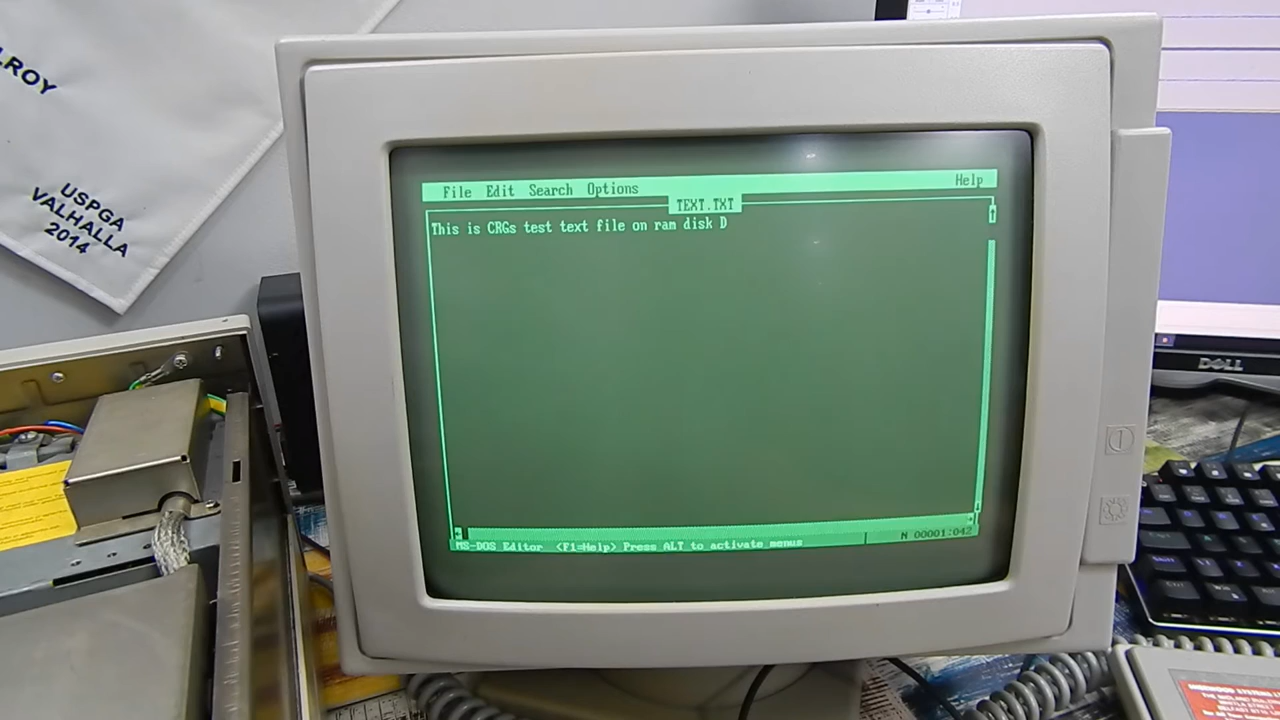 LROY
USPGA
VALHALLA
2014
File Edit Search Options Help
TEXT.TXT
This is CRGs test text file on ram disk D
MS-DOS Editor <F1=Help> Press ALT to activate menus
N 00001:042
DELL